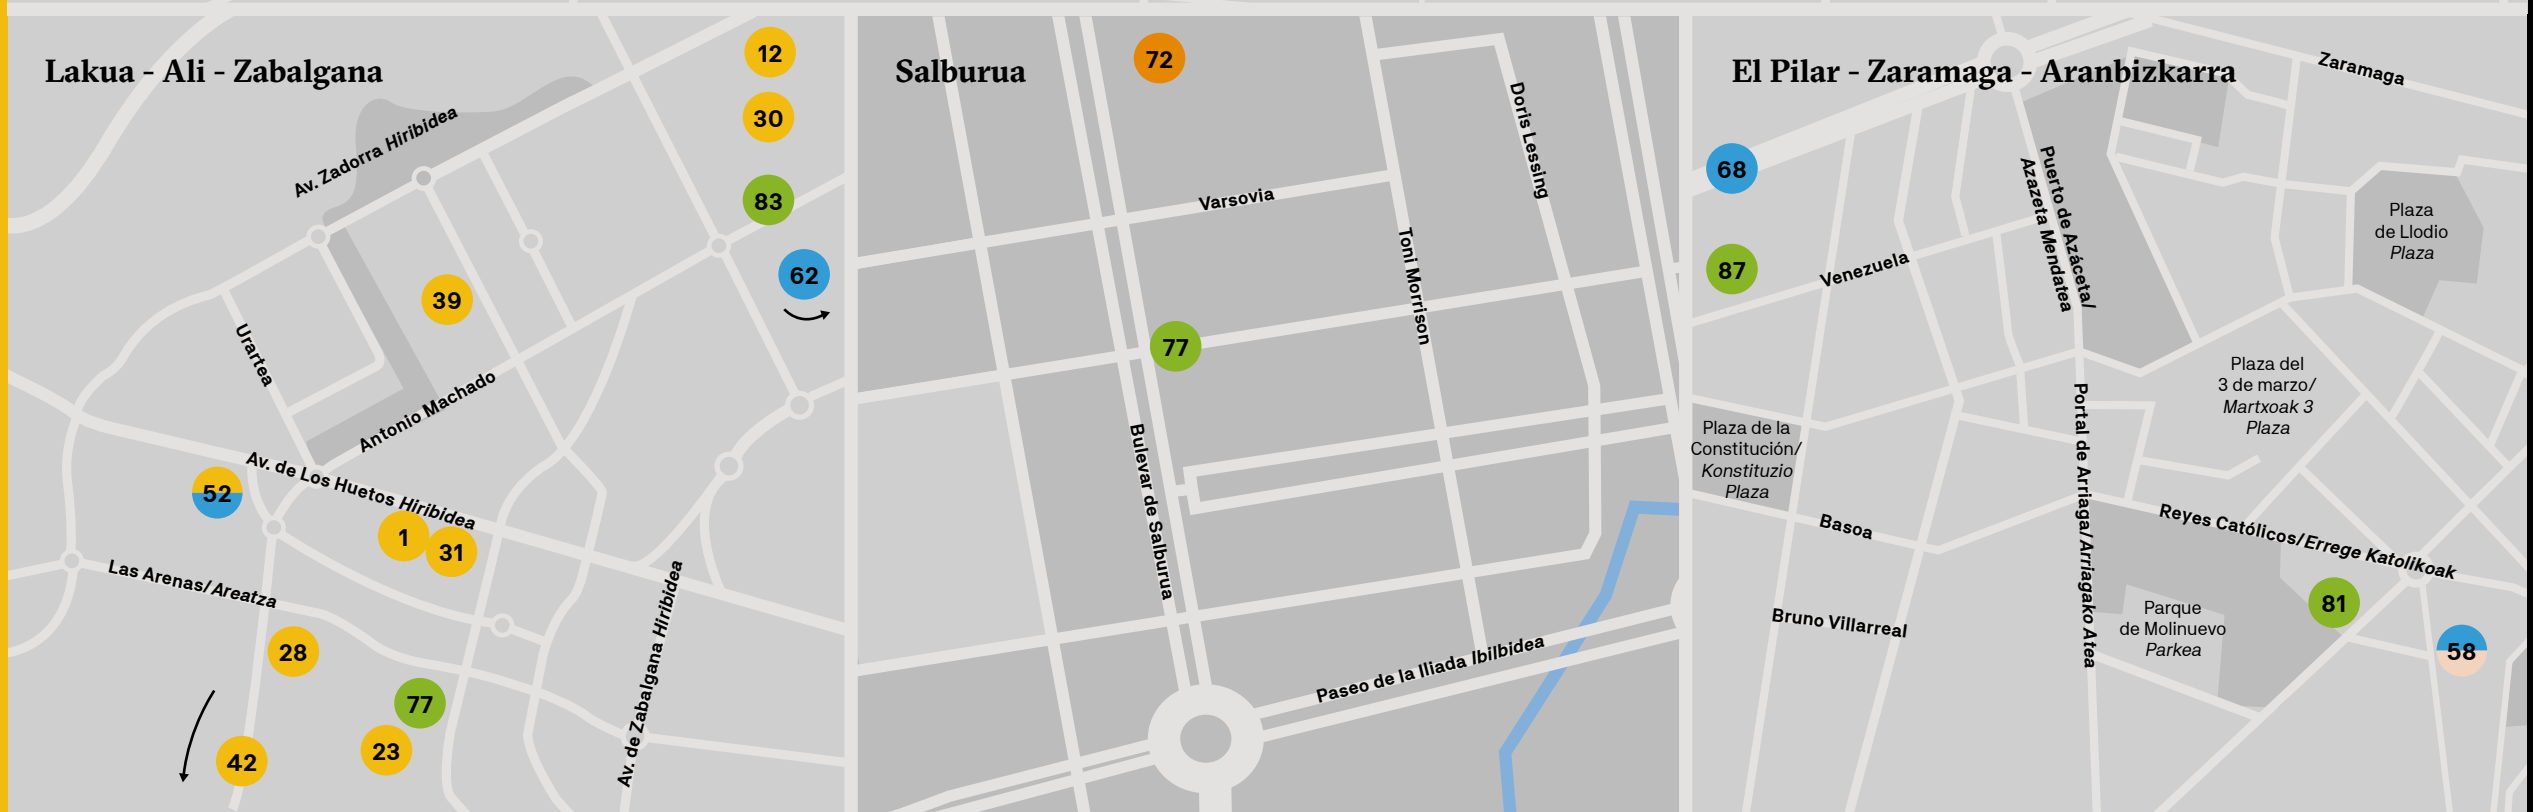 Lakua - Ali - Zabalgana
12
30
83
62
Av. Zadorra Hiribidea
39
Urartea
Antonio Machado
Av. de Los Huetos Hiribidea
52
1
31
Las Arenas/Areatza
28
77
23
42
Av. de Zabalgana Hiribidea
Salburua
72
Varsovia
Doris Lessing
Toni Morrison
77
Bulevar de Salburua
Paseo de la Iliada Ibilbidea
El Pilar - Zaramaga - Aranbizkarra
Zaramaga
68
87
Puerto de Azáceta/
Azazeta Mendatea
Venezuela
Plaza
de Llodio
Plaza
Plaza del
3 de marzo/
Martxoak 3
Plaza
Plaza de la
Constitución/
Konstituzio
Plaza
Portal de Arriaga/Arriagako Atea
Basoa
Reyes Católicos/Errege Katolikoak
Bruno Villarreal
Parque
de Molinuevo
Parkea
81
58